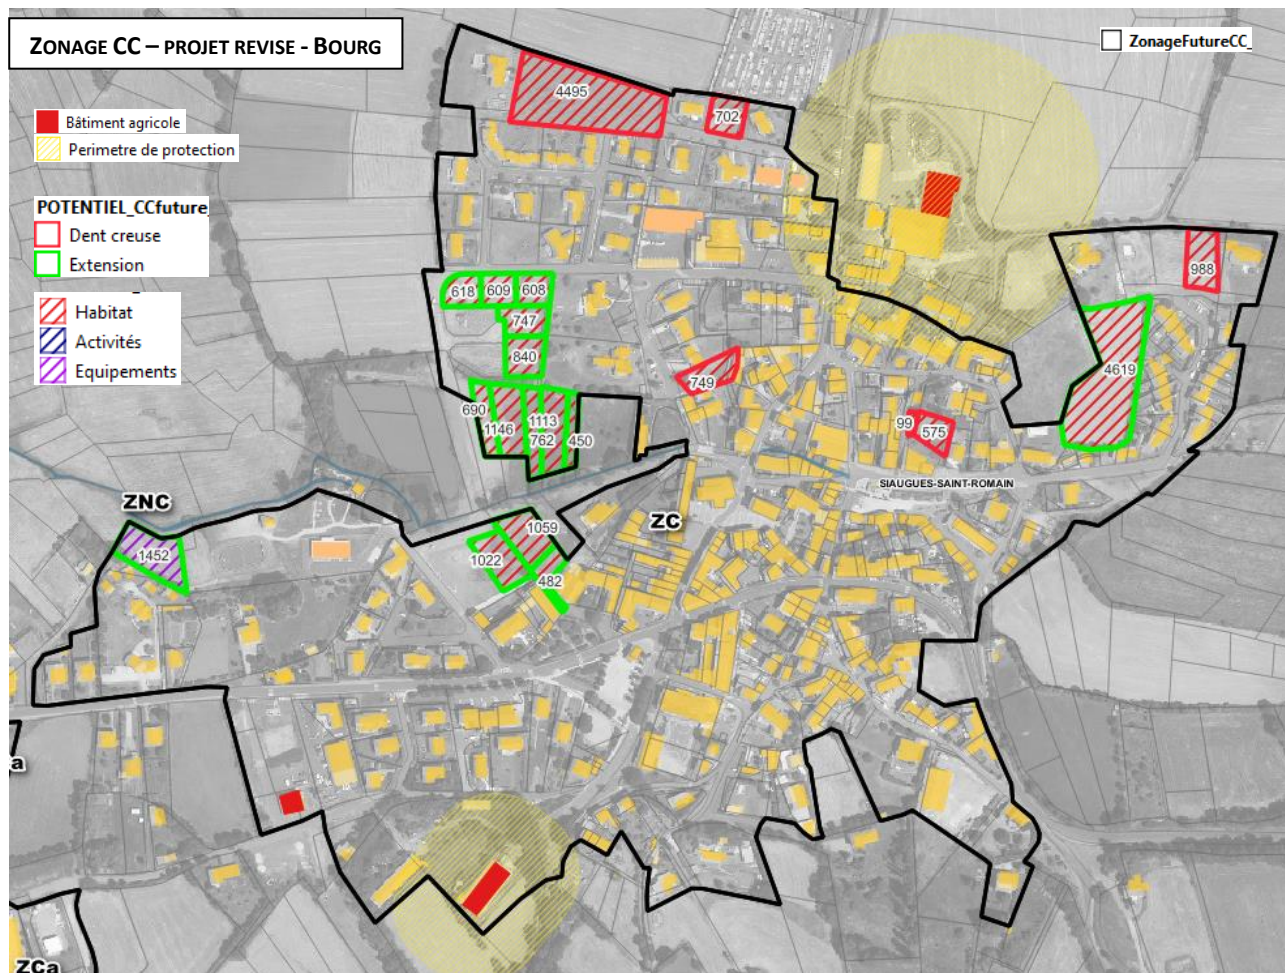 ZONAGE CC – PROJET REVISE - BOURG
ZonageFutureCC_
Bâtiment agricole
Perimetre de protection
POTENTIEL_CCfuture_
Dent creuse
Extension
Habitat
Activités
Equipements
4495
702
988
618
609
608
747
840
749
4619
690
1146
1113
762
450
99
575
SIAUGUES-SAINT-ROMAIN
ZNC
ZC
1452
1059
1022
482
a
ZCa